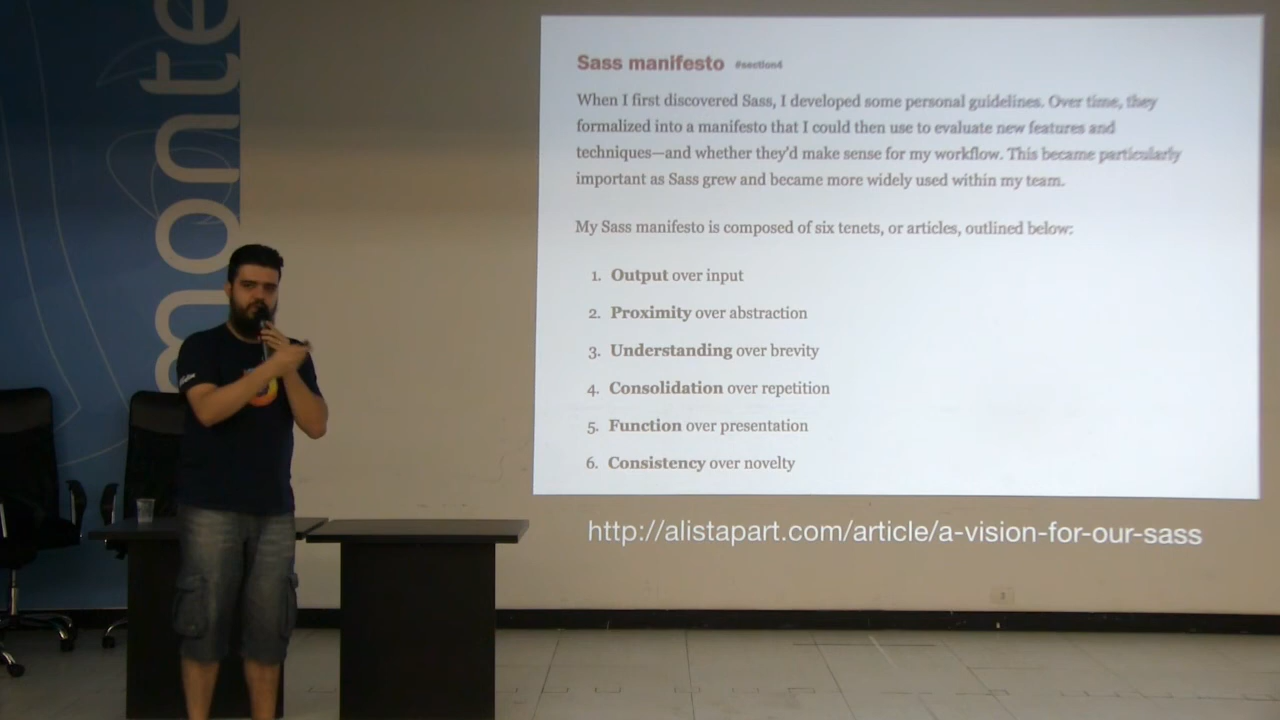 monte
Sass manifesto #section4
When I first discovered Sass, I developed some personal guidelines. Over time, they
formalized into a manifesto that I could then use to evaluate new features and
techniques—and whether they'd make sense for my workflow. This became particularly
important as Sass grew and became more widely used within my team.
My Sass manifesto is composed of six tenets, or articles, outlined below:
1. Output over input
2. Proximity over abstraction
3. Understanding over brevity
4. Consolidation over repetition
5. Function over presentation
6. Consistency over novelty
http://alistapart.com/article/a-vision-for-our-sass